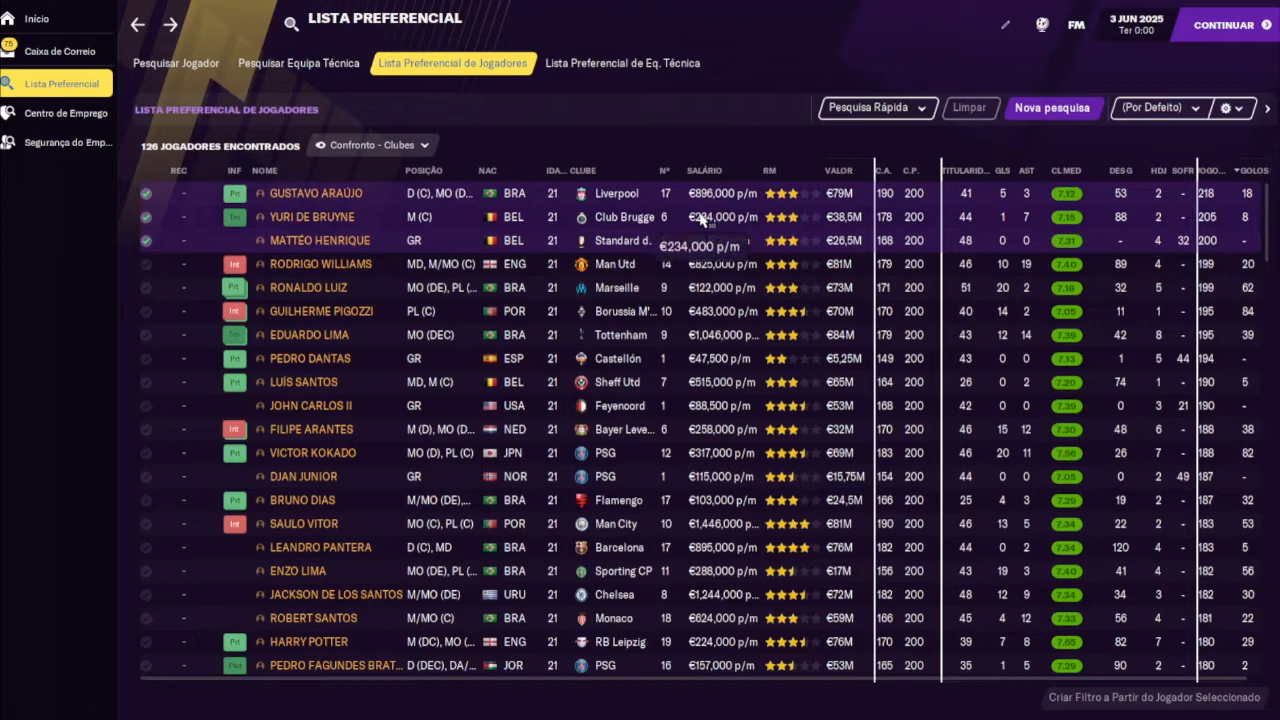 Início
75
Caixa de Correio
Lista Preferencial
Centro de Emprego
Segurança do Emp...
LISTA PREFERENCIAL
FM
3 JUN 2025
Ter 0:00
CONTINUAR
Pesquisar Jogador Pesquisar Equipa Técnica Lista Preferencial de Jogadores Lista Preferencial de Eq. Técnica
LISTA PREFERENCIAL DE JOGADORES
Pesquisa Rápida Limpar Nova pesquisa (Por Defeito)
126 JOGADORES ENCONTRADOS Confronto - Clubes
REC INF NOME POSIÇÃO NAC IDA... CLUBE Nº SALÁRIO RM VALOR C.A. C.P. TITULARID... GLS AST CL MED DES G HDJ SOFR JOGO... GOLOS
- Prt GUSTAVO ARAÚJO D (C), MO (D... BRA 21 Liverpool 17 €896,000 p/m €79M 190 200 41 5 3 7.12 53 2 - 218 18
- Trn YURI DE BRUYNE M (C) BEL 21 Club Brugge 6 €234,000 p/m €38,5M 178 200 44 1 7 7.15 88 2 - 205 8
- MATTÉO HENRIQUE GR BEL 21 Standard d... €26,5M 168 200 48 0 0 7.31 - 4 32 200 -
€234,000 p/m
- Int RODRIGO WILLIAMS MD, M/MO (C) ENG 21 Man Utd 14 €825,000 p/m €81M 179 200 46 10 19 7.40 89 4 - 199 20
- Prt RONALDO LUIZ MO (DE), PL (... BRA 21 Marseille 9 €122,000 p/m €73M 171 200 51 20 2 7.18 32 2 - 199 62
- Int GUILHERME PIGOZZI PL (C) POR 21 Borussia M'... 10 €483,000 p/m €70M 170 200 40 14 2 7.05 11 2 - 195 84
- Trn EDUARDO LIMA MO (DEC) BRA 21 Tottenham 9 €1,046,000 p... €84M 179 200 43 12 14 7.39 42 8 - 195 39
- Prt PEDRO DANTAS GR ESP 21 Castellón 1 €47,500 p/m €5,25M 149 200 43 0 0 7.13 1 5 44 194 -
- Prt LUÍS SANTOS MD, M (C) BEL 21 Sheff Utd 7 €515,000 p/m €65M 164 200 26 0 2 7.20 74 1 - 190 5
- JOHN CARLOS II GR USA 21 Feyenoord 1 €88,500 p/m €53M 168 200 42 0 0 7.39 0 3 21 190 -
- Int FILIPE ARANTES M (D), MO (D... NED 21 Bayer Leve... 6 €258,000 p/m €32M 170 200 46 15 12 7.30 48 6 - 188 38
- Prt VICTOR KOKADO MO (D), PL (C) JPN 21 PSG 12 €317,000 p/m €69M 183 200 46 20 11 7.56 26 7 - 188 82
- DJAN JUNIOR GR NOR 21 PSG 1 €115,000 p/m €15,75M 154 200 43 0 0 7.05 0 2 49 187 -
- Prt BRUNO DIAS M/MO (DE),... BRA 21 Flamengo 17 €103,000 p/m €24,5M 166 200 25 4 3 7.29 19 2 - 187 32
- Int SAULO VITOR MO (C), PL (C) POR 21 Man City 10 €1,446,000 p... €81M 190 200 46 13 5 7.34 22 2 - 183 53
- LEANDRO PANTERA D (C), MD BRA 21 Barcelona 17 €895,000 p/m €76M 182 200 44 0 2 7.34 120 4 - 183 5
- ENZO LIMA MO (DE), PL (... BRA 21 Sporting CP 11 €288,000 p/m €17M 186 200 43 19 3 7.40 41 4 - 182 56
- JACKSON DE LOS SANTOS M/MO (DE) URU 21 Chelsea 8 €1,244,000 p... €72M 182 200 48 12 9 7.34 34 3 - 182 30
- ROBERT SANTOS M/MO (C) BRA 21 Monaco 18 €624,000 p/m €59M 166 200 45 4 12 7.33 56 4 - 181 22
- Prt HARRY POTTER M (DC), MO (... ENG 21 RB Leipzig 19 €224,000 p/m €76M 170 200 39 7 8 7.65 82 7 - 180 29
- PEDRO FAGUNDES BRAT... D (DEC), DA/... JOR 21 PSG 16 €157,000 p/m €53M 165 200 35 1 5 7.29 90 2 - 180 2
Criar Filtro a Partir do Jogador Seleccionado